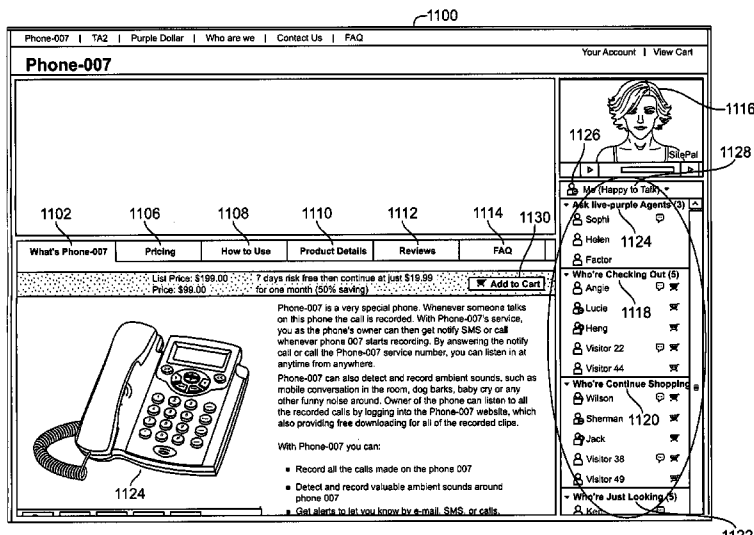 1100
Phone-007 | TA2 | Purple Dollar | Who are we | Contact Us | FAQ
Your Account | View Cart
Phone-007
1116
1126
1128
SitePal
Me (Happy to Talk)
1102
1106
1108
1110
1112
1114
1130
What's Phone-007
Pricing
How to Use
Product Details
Reviews
FAQ
List Price: $199.00 7 days risk free then continue at just $19.99
Price: $99.00 for one month (50% saving)
Add to Cart
Phone-007 is a very special phone. Whenever someone talks
on this phone the call is recorded. With Phone-007's service,
you as the phone's owner can then get notify SMS or call
whenever phone 007 starts recording. By answering the notify
call or call the Phone-007 service number, you can listen in at
anytime from anywhere.
Phone-007 can also detect and record ambient sounds, such as
mobile conversation in the room, dog barks, baby cry or any
other funny noise around. Owner of the phone can listen to all
the recorded calls by logging into the Phone-007 website, which
also providing free downloading for all of the recorded clips.
With Phone-007 you can:
Record all the calls made on the phone 007
Detect and record valuable ambient sounds around
phone 007
Get alerts to let you know by e-mail, SMS, or calls.
1124
Ask live-purple Agents (3)
Sophi
Helen
1124
Factor
Who're Checking Out (5)
Angie
1118
Lucie
Heng
Visitor 22
Visitor 44
Who're Continue Shopping
Wilson
1120
Sherman
Jack
Visitor 38
Visitor 49
Who're Just Looking (5)
Ken
1122